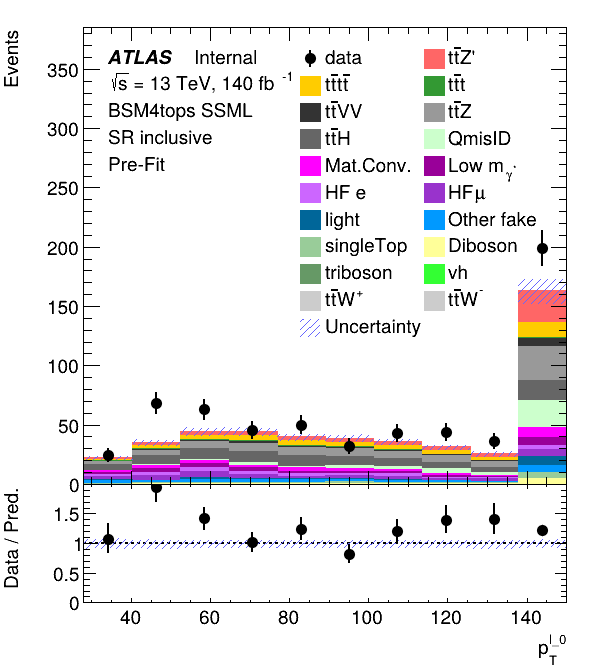 Events
350
300
250
200
150
100
50
0
ATLAS Internal
√s = 13 TeV, 140 fb⁻¹
BSM4tops SSML
SR inclusive
Pre-Fit
data
tt̄Z'
tt̄tt̄
tt̄t
tt̄VV
tt̄Z
tt̄H
QmisID
Mat.Conv.
Low m_γ*
HF e
HFμ
light
Other fake
singleTop
Diboson
triboson
vh
tt̄W⁺
tt̄W⁻
Uncertainty
Data / Pred.
1.5
1
0.5
0
40 60 80 100 120 140
p_T^l_0